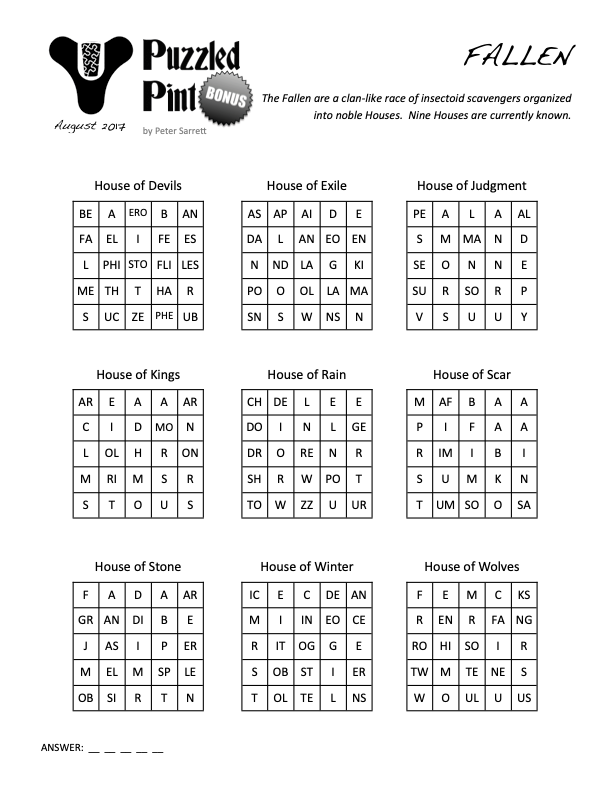 Puzzled
Pint
BONUS
August 2017
by Peter Sarrett
FALLEN
The Fallen are a clan-like race of insectoid scavengers organized
into noble Houses. Nine Houses are currently known.
House of Devils House of Exile House of Judgment
BE A ERO B AN AS AP AI D E PE A L A AL
FA EL I FE ES DA L AN EO EN S M MA N D
L PHI STO FLI LES N ND LA G KI SE O N N E
ME TH T HA R PO O OL LA MA SU R SO R P
S UC ZE PHE UB SN S W NS N V S U U Y
House of Kings House of Rain House of Scar
AR E A A AR CH DE L E E M AF B A A
C I D MO N DO I N L GE P I F A A
L OL H R ON DR O RE N R R IM I B I
M RI M S R SH R W PO T S U M K N
S T O U S TO W ZZ U UR T UM SO O SA
House of Stone House of Winter House of Wolves
F A D A AR IC E C DE AN F E M C KS
GR AN DI B E M I IN EO CE R EN R FA NG
J AS I P ER R IT OG G E RO HI SO I R
M EL M SP LE S OB ST I ER TW M TE NE S
OB SI R T N T OL TE L NS W O UL U US
ANSWER: __ __ __ __ __